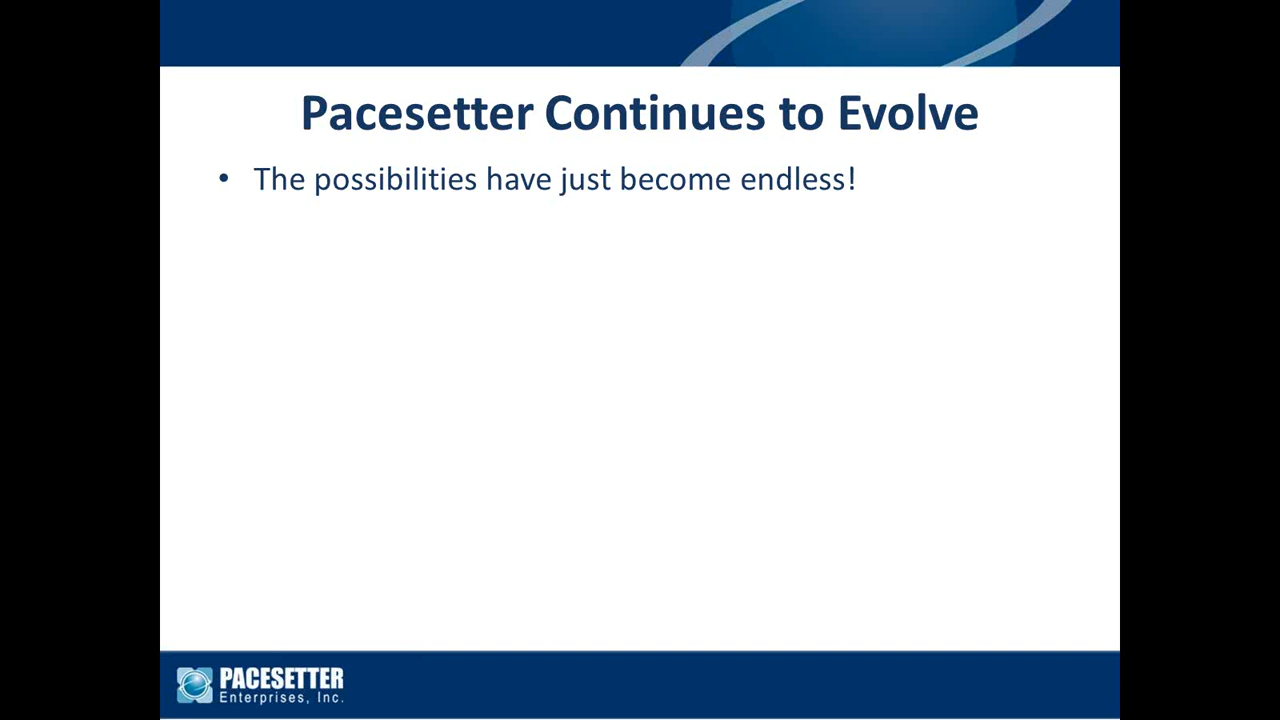 Pacesetter Continues to Evolve
• The possibilities have just become endless!
PACESETTER
Enterprises, Inc.